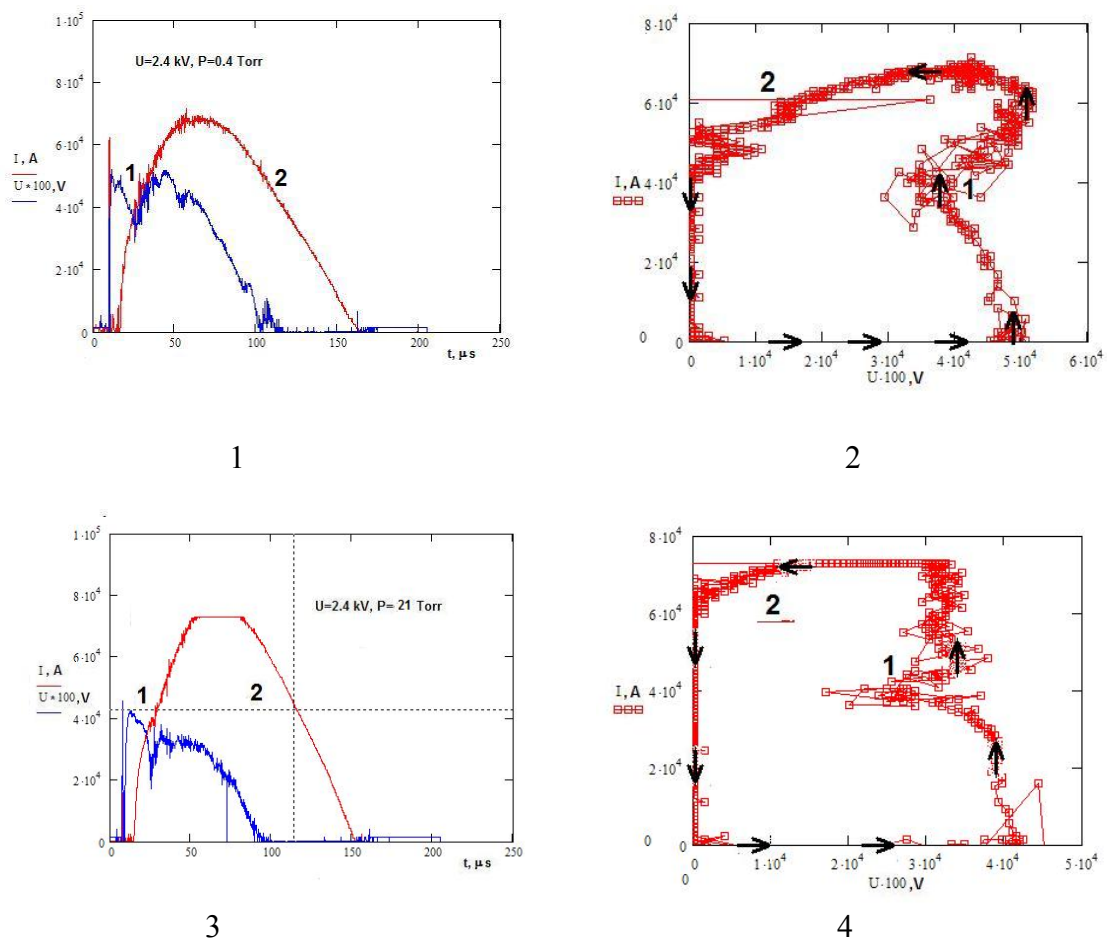 1·10⁵
U=2.4 kV, P=0.4 Torr
8·10⁴
6·10⁴
I, A
U*100,V
4·10⁴
2·10⁴
0
1
2
0 50 100 150 200 250
t, μs
1
8·10⁴
6·10⁴
I, A
4·10⁴
2·10⁴
0
0
2
1
0 1·10⁴ 2·10⁴ 3·10⁴ 4·10⁴ 5·10⁴ 6·10⁴
U·100,V
2
1·10⁵
U=2.4 kV, P= 21 Torr
8·10⁴
6·10⁴
I, A
U*100,V
4·10⁴
2·10⁴
0
1
2
0 50 100 150 200 250
t, μs
3
8·10⁴
6·10⁴
I, A
4·10⁴
2·10⁴
0
0
2
1
0
1·10⁴ 2·10⁴ 3·10⁴ 4·10⁴ 5·10⁴
U·100,V
4